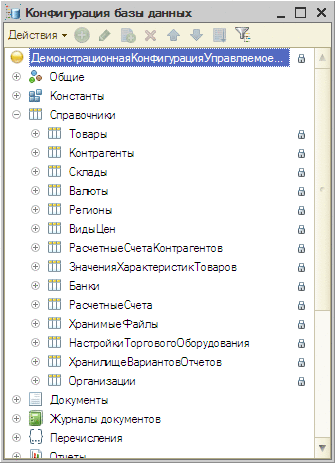 Конфигурация базы данных
Действия
ДемонстрационнаяКонфигурацияУправляемое...
Общие
Константы
Справочники
Товары
Контрагенты
Склады
Валюты
Регионы
ВидыЦен
РасчетныеСчетаКонтрагентов
ЗначенияХарактеристикТоваров
Банки
РасчетныеСчета
ХранимыеФайлы
НастройкиТорговогоОборудования
ХранилищеВариантовОтчетов
Организации
Документы
Журналы документов
Перечисления
Отчеты